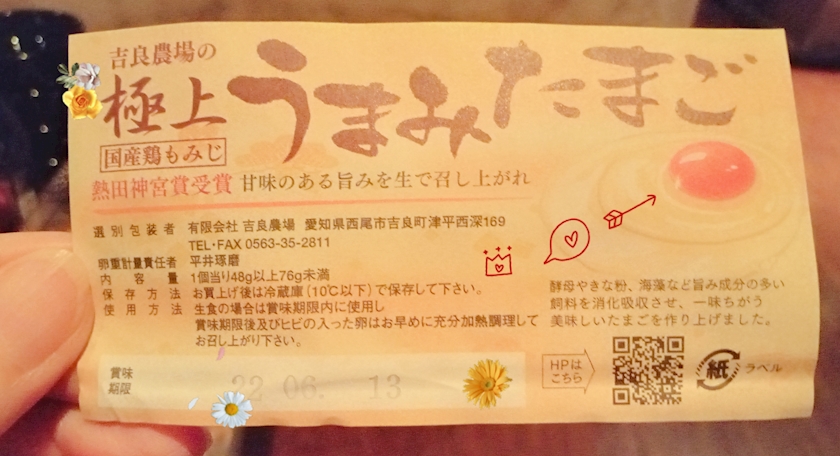 吉良農場の
極上うまみたまご
国産鶏もみじ
熱田神宮賞受賞 甘味のある旨みを生で召し上がれ
選別包装者 有限会社 吉良農場 愛知県西尾市吉良町津平西深169
TEL・FAX 0563-35-2811
卵重計量責任者 平井琢磨
内容量 1個当り48g以上76g未満
保存方法 お買上げ後は冷蔵庫(10℃以下)で保存して下さい。
使用方法 生食の場合は賞味期限内に使用し
賞味期限後及びヒビの入った卵はお早めに充分加熱調理して
お召し上がり下さい。
酵母やきな粉、海藻など旨み成分の多い
飼料を消化吸収させ、一味ちがう
美味しいたまごを作り上げました。
賞味
期限
22 06. 13
HPは
こちら
紙 ラベル